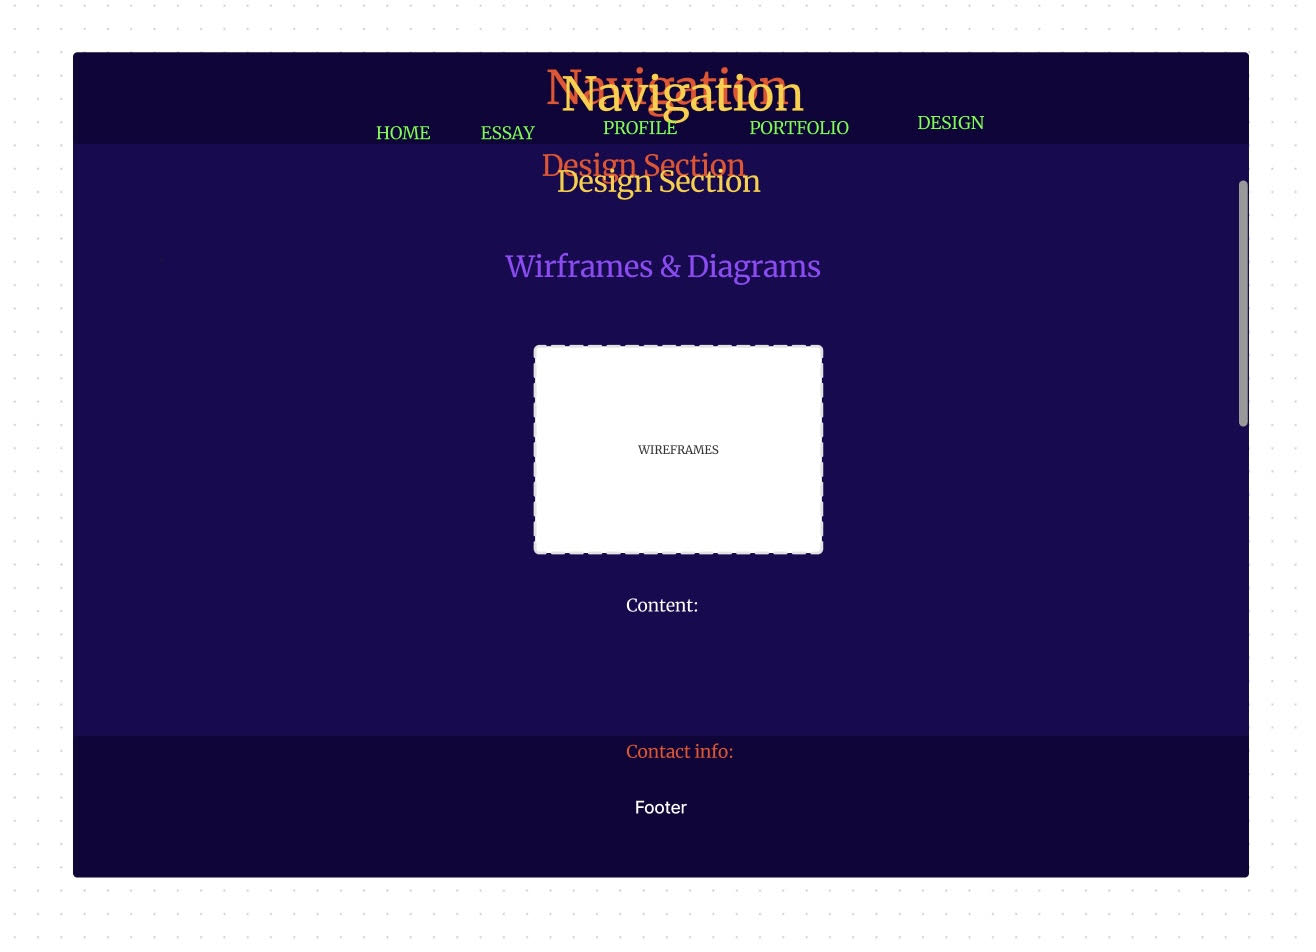 Navigation
Navigation
HOME ESSAY PROFILE PORTFOLIO DESIGN
Design Section
Design Section
Wirframes & Diagrams
WIREFRAMES
Content:
Contact info:
Footer